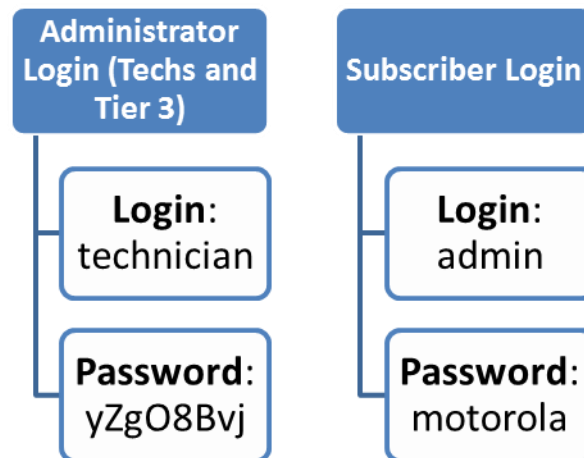 Administrator
Login (Techs and
Tier 3)
Login:
technician
Password:
yZgO8Bvj
Subscriber Login
Login:
admin
Password:
motorola